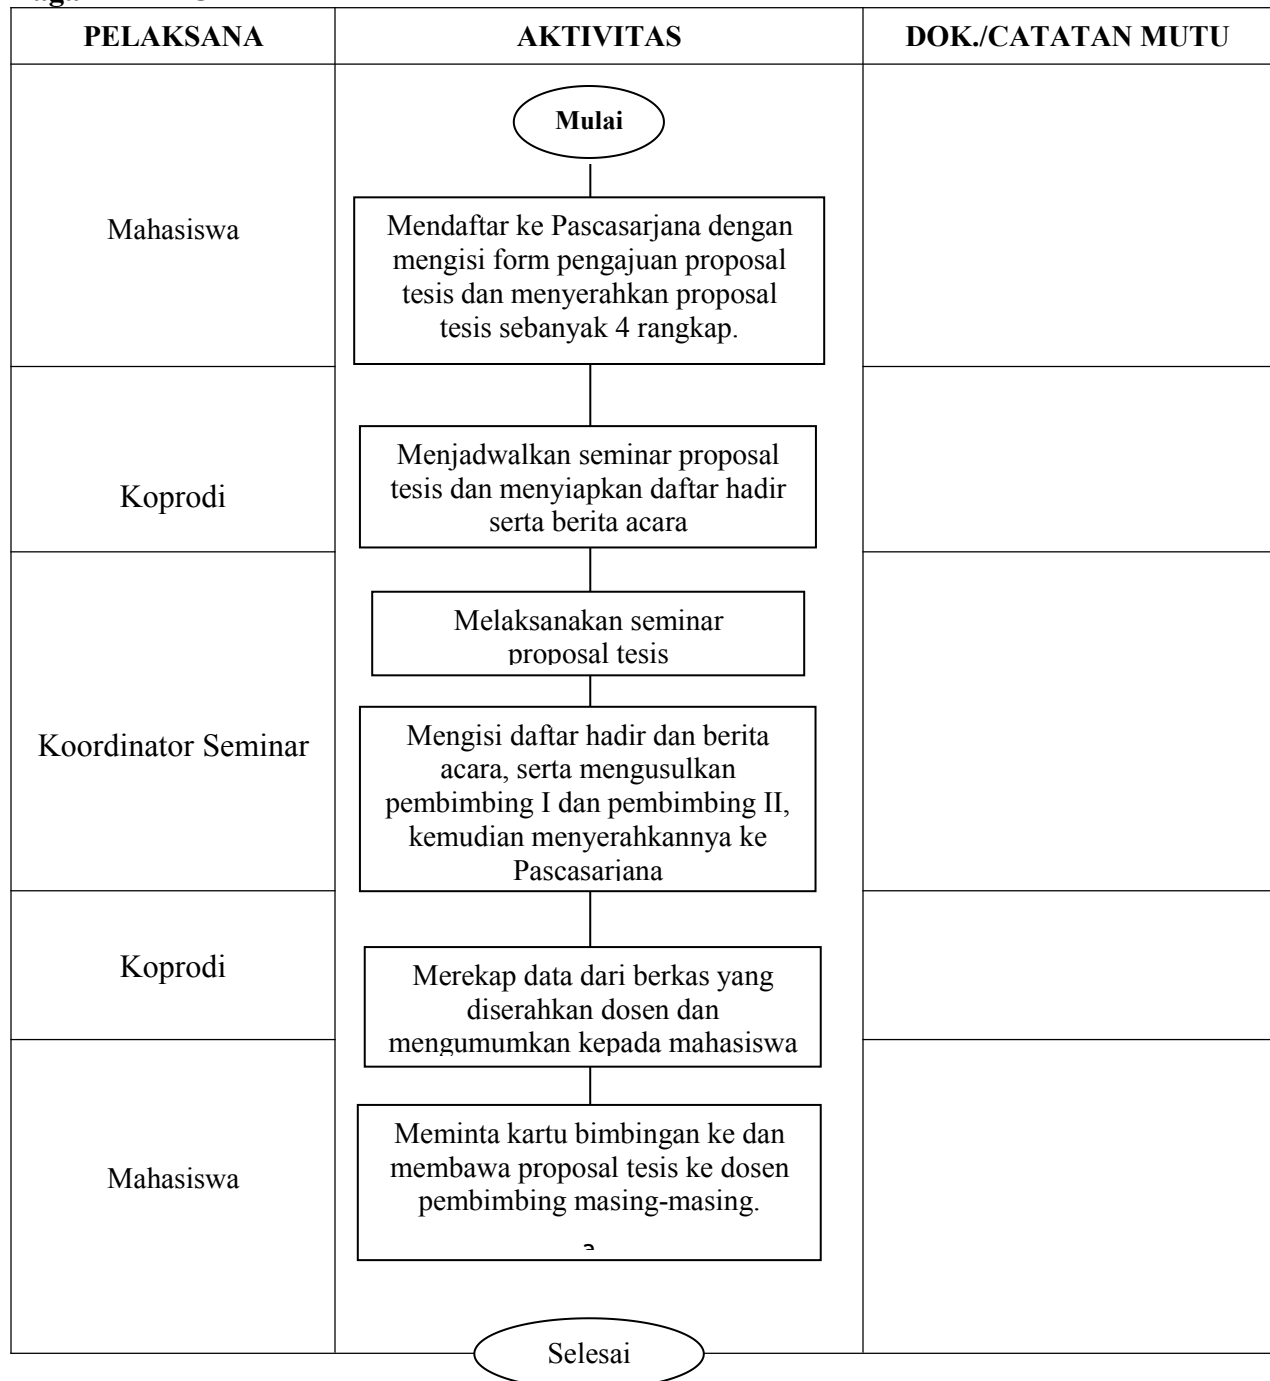 PELAKSANA
AKTIVITAS
DOK./CATATAN MUTU
Mulai
Mahasiswa
Mendaftar ke Pascasarjana dengan
mengisi form pengajuan proposal
tesis dan menyerahkan proposal
tesis sebanyak 4 rangkap.
Koprodi
Menjadwalkan seminar proposal
tesis dan menyiapkan daftar hadir
serta berita acara
Koordinator Seminar
Melaksanakan seminar
proposal tesis
Mengisi daftar hadir dan berita
acara, serta mengusulkan
pembimbing I dan pembimbing II,
kemudian menyerahkannya ke
Pascasarjana
Koprodi
Merekap data dari berkas yang
diserahkan dosen dan
mengumumkan kepada mahasiswa
Mahasiswa
Meminta kartu bimbingan ke dan
membawa proposal tesis ke dosen
pembimbing masing-masing.
Selesai